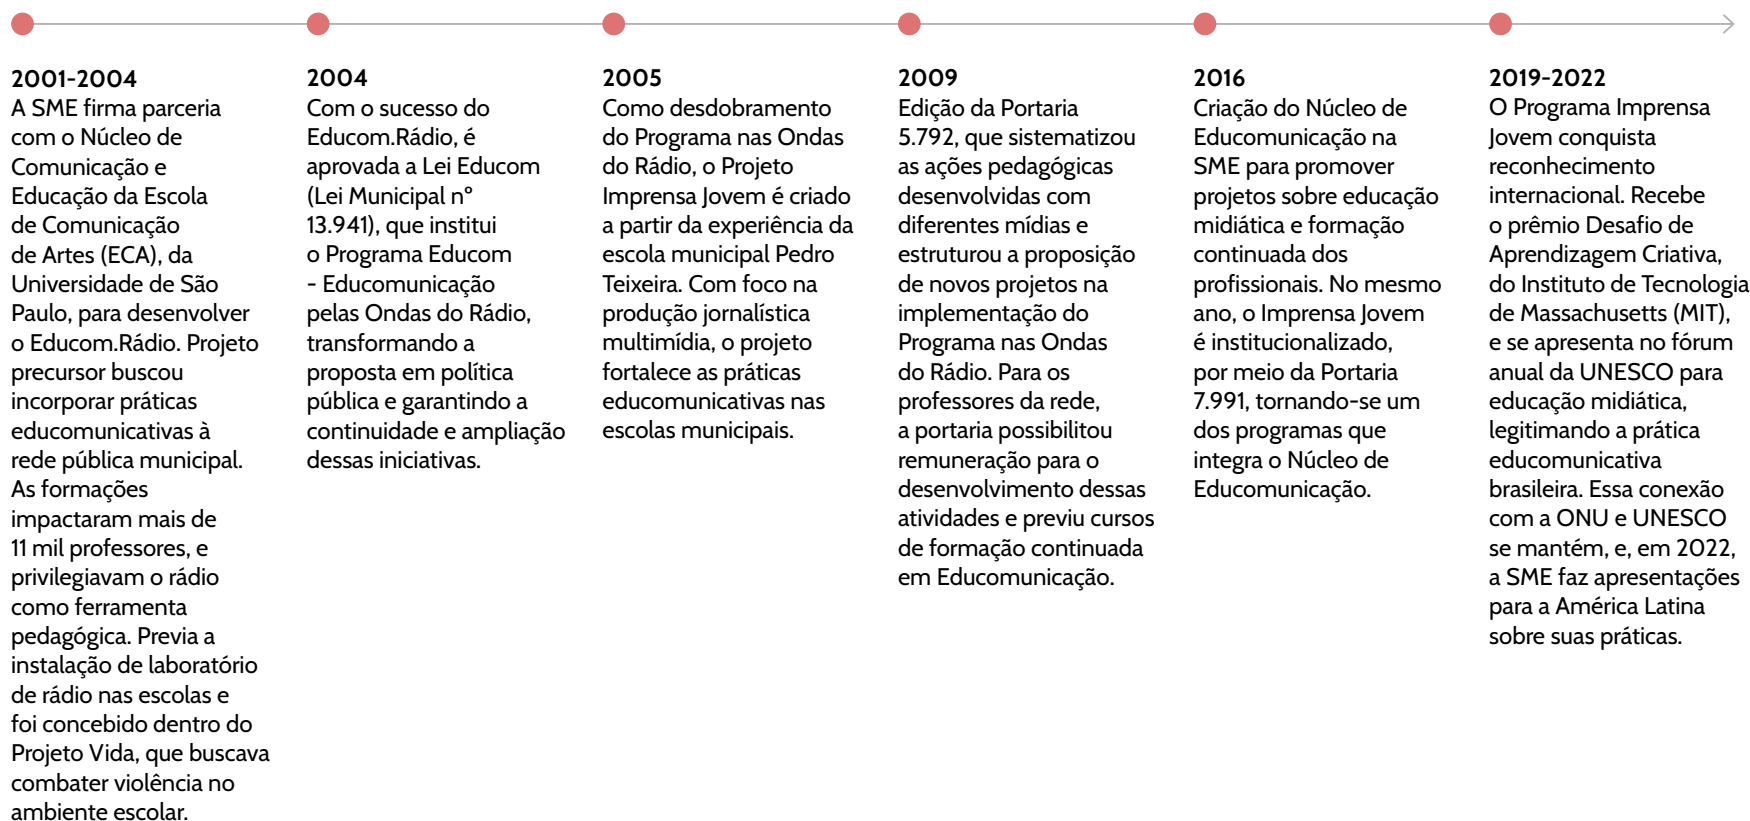 2001-2004
A SME firma parceria
com o Núcleo de
Comunicação e
Educação da Escola
de Comunicação
de Artes (ECA), da
Universidade de São
Paulo, para desenvolver
o Educom.Rádio. Projeto
precursor buscou
incorporar práticas
educomunicativas à
rede pública municipal.
As formações
impactaram mais de
11 mil professores, e
privilegiavam o rádio
como ferramenta
pedagógica. Previa a
instalação de laboratório
de rádio nas escolas e
foi concebido dentro do
Projeto Vida, que buscava
combater violência no
ambiente escolar.
2004
Com o sucesso do
Educom.Rádio, é
aprovada a Lei Educom
(Lei Municipal nº
13.941), que institui
o Programa Educom
- Educomunicação
pelas Ondas do Rádio,
transformando a
proposta em política
pública e garantindo a
continuidade e ampliação
dessas iniciativas.
2005
Como desdobramento
do Programa nas Ondas
do Rádio, o Projeto
Imprensa Jovem é criado
a partir da experiência da
escola municipal Pedro
Teixeira. Com foco na
produção jornalística
multimídia, o projeto
fortalece as práticas
educomunicativas nas
escolas municipais.
2009
Edição da Portaria
5.792, que sistematizou
as ações pedagógicas
desenvolvidas com
diferentes mídias e
estruturou a proposição
de novos projetos na
implementação do
Programa nas Ondas
do Rádio. Para os
professores da rede,
a portaria possibilitou
remuneração para o
desenvolvimento dessas
atividades e previu cursos
de formação continuada
em Educomunicação.
2016
Criação do Núcleo de
Educomunicação na
SME para promover
projetos sobre educação
midiática e formação
continuada dos
profissionais. No mesmo
ano, o Imprensa Jovem
é institucionalizado,
por meio da Portaria
7.991, tornando-se um
dos programas que
integra o Núcleo de
Educomunicação.
2019-2022
O Programa Imprensa
Jovem conquista
reconhecimento
internacional. Recebe
o prêmio Desafio de
Aprendizagem Criativa,
do Instituto de Tecnologia
de Massachusetts (MIT),
e se apresenta no fórum
anual da UNESCO para
educação midiática,
legitimando a prática
educomunicativa
brasileira. Essa conexão
com a ONU e UNESCO
se mantém, e, em 2022,
a SME faz apresentações
para a América Latina
sobre suas práticas.